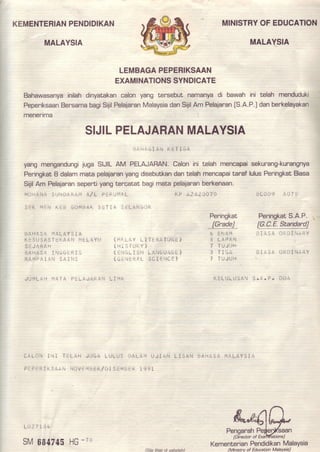 KEMENTERIAN PENDIDIKAN
MALAYSIA
MINISTRY OF EDUCATION
MALAYSIA
LEMBAGA PEPERIKSAAN
EXAMINATIONS SYNDICATE
Bahawasanya inilah dinyatakan calon yang tersebut namanya di bawah ini telah menduduki
Peperiksaan Bersama bagi Sijil Pelajaran Malaysia dan Sijil Am Pelajaran (S.A.P.) dan berkelayakan
menerima
SIJIL PELAJARAN MALAYSIA
BAHAGIAN KETIGA
yang mengandungi juga SIJIL AM PELAJARAN. Calon ini telah mencapai sekurang-kurangnya
Peringkat 8 dalam mata pelajaran yang disebutkan dan telah mencapai taraf lulus Peringkat Biasa
Sijil Am Pelajaran seperti yang tercatat bagi mata pelajaran berkenaan.
A/L PERUMAL
SEK MEN KEB GOMBAK SETIA SELANGOR
Peringkat
[Grade]
Peringkat S.A.P.
[G.C.E. Standard]
BAHASA MALAYSIA 6 ENAM BIASA ORDINARY
KESUSASTERAAN MELAYU (MALAY LITERATURE) 8 LAPAN
SEJARAH (HISTORY) 7 TUJUH
BAHASA INGGERIS (ENGLISH LANGUAGE) 3 TIGA BIASA ORDINARY
RAMPAIAN SAINS (GENERAL SCIENCE) 7 TUJUH
JUMLAH MATA PELAJARAN LIMA KELULUSAN S.A.P. DUA
CALON INI TELAH JUGA LULUS DALAM UJIAN LISAN BAHASA MALAYSIA
PEPERIKSAAN NOVEMBER/DISEMBER 1991
Pengarah Peperiksaan
(Director of Examinations)
SM 684745 HG
Kementerian Pendidikan Malaysia
(Ministry of Education Malaysia)